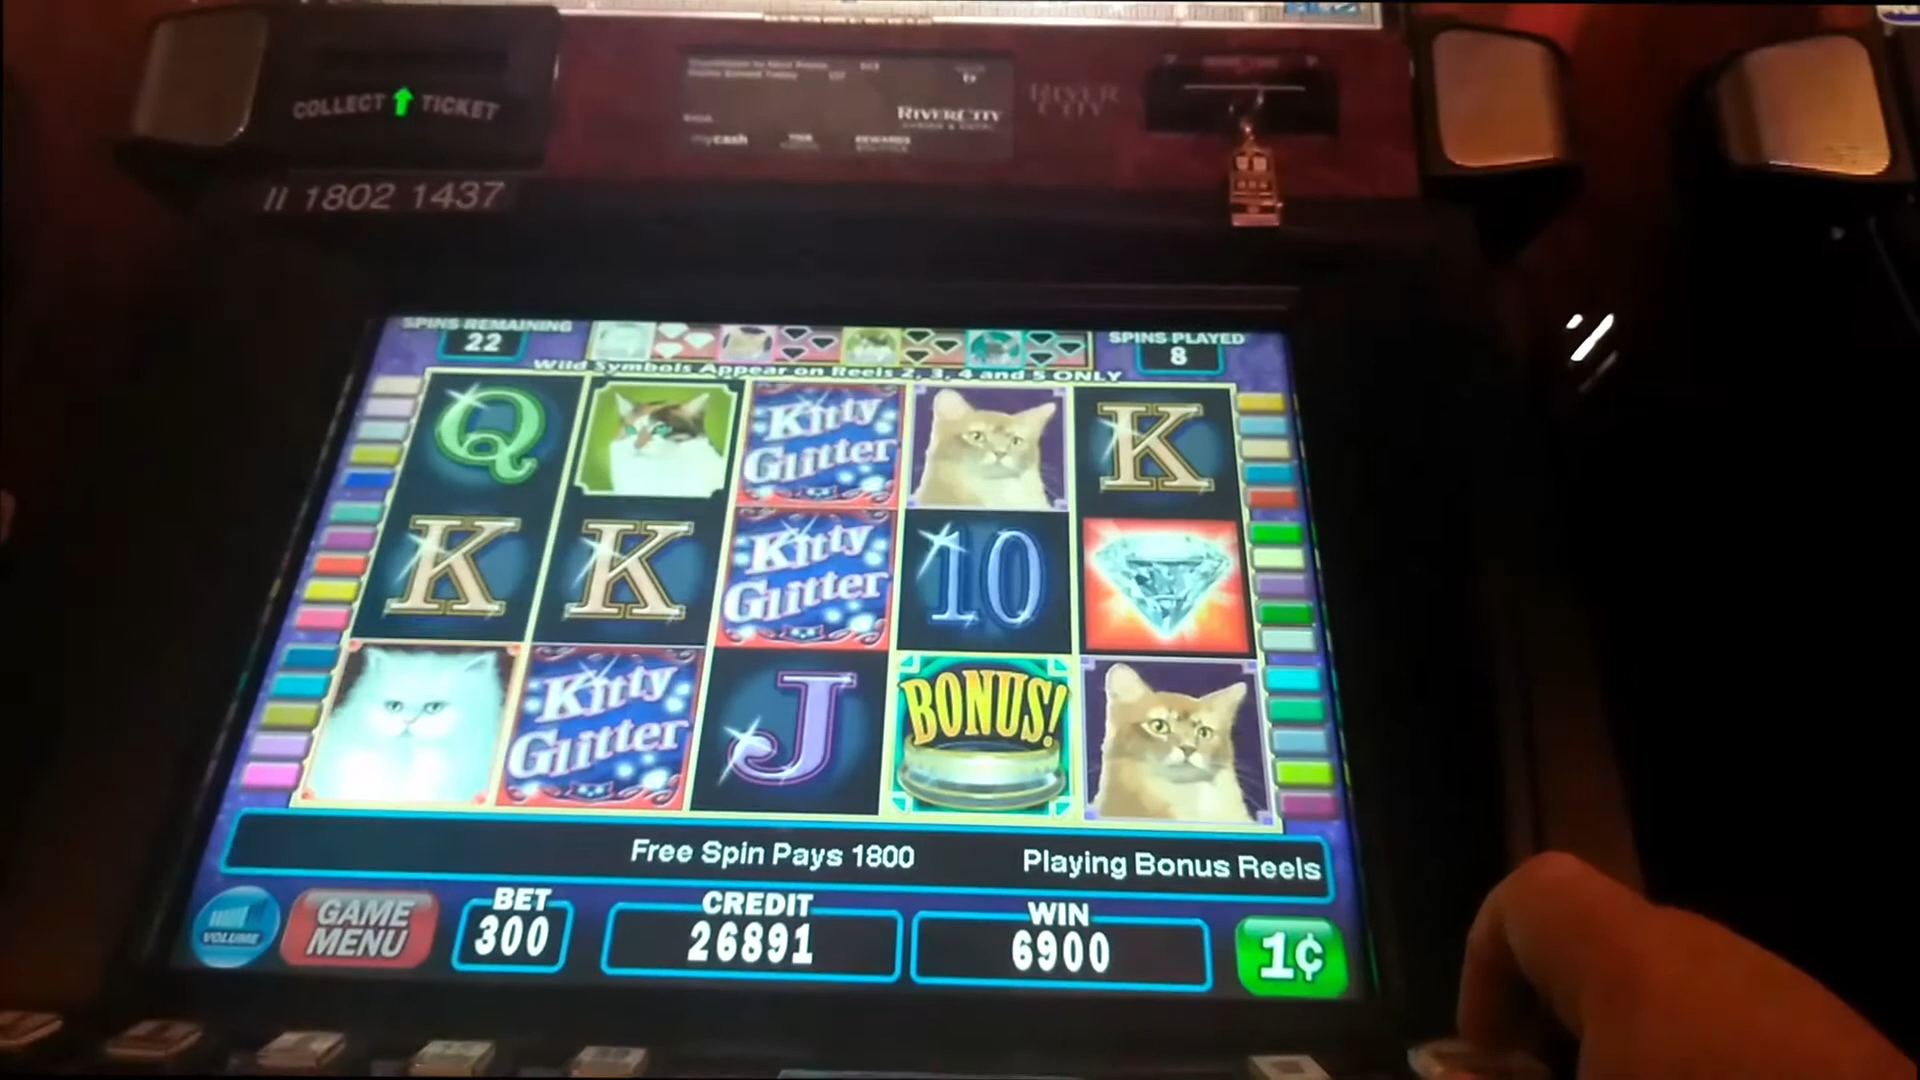 COLLECT TICKET
RIVERCITY
mycash
RIVER
CITY
II 1802 1437
SPINS REMAINING
22
SPINS PLAYED
8
Wild Symbols Appear on Reels 2, 3, 4 and 5 ONLY
Q
Kitty
Glitter
K
K
K
Kitty
Glitter
10
Kitty
Glitter
J
BONUS!
Free Spin Pays 1800
Playing Bonus Reels
VOLUME
GAME
MENU
BET
300
CREDIT
26891
WIN
6900
1¢